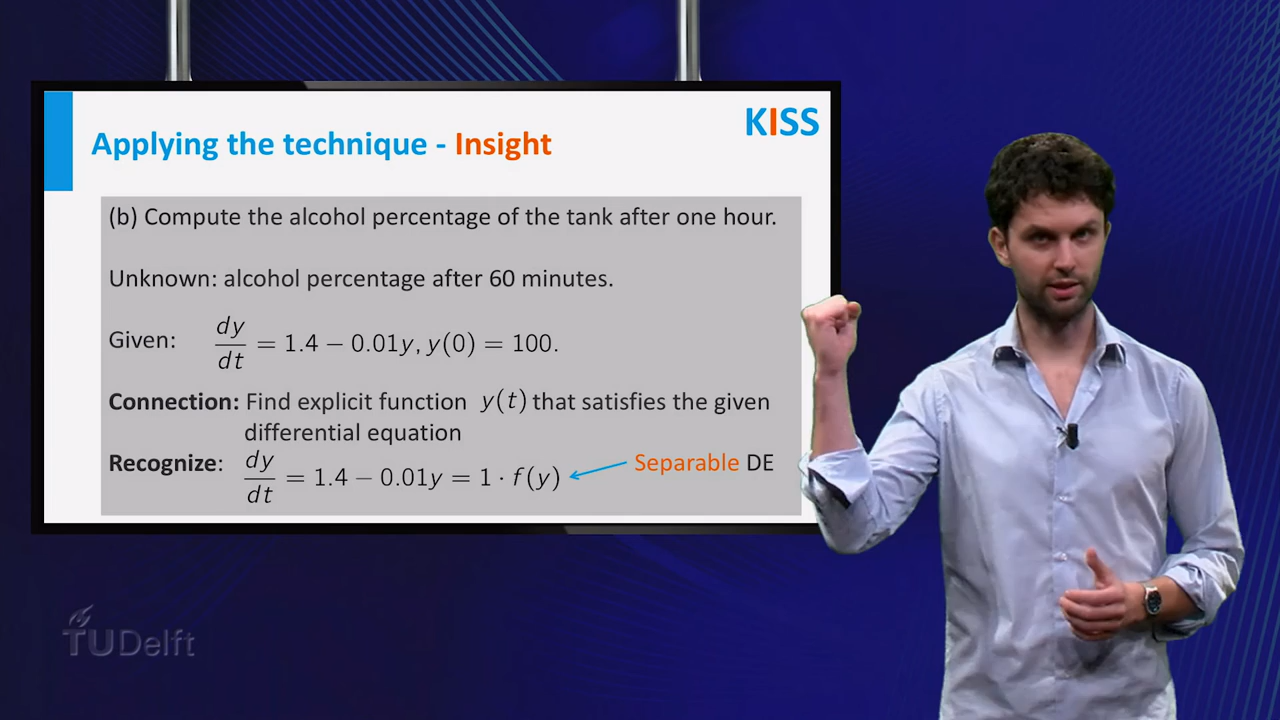 KISS
Applying the technique - Insight
(b) Compute the alcohol percentage of the tank after one hour.
Unknown: alcohol percentage after 60 minutes.
Given: dy/dt = 1.4 − 0.01y, y(0) = 100.
Connection: Find explicit function y(t) that satisfies the given
differential equation
Recognize: dy/dt = 1.4 − 0.01y = 1 · f(y) Separable DE
TUDelft